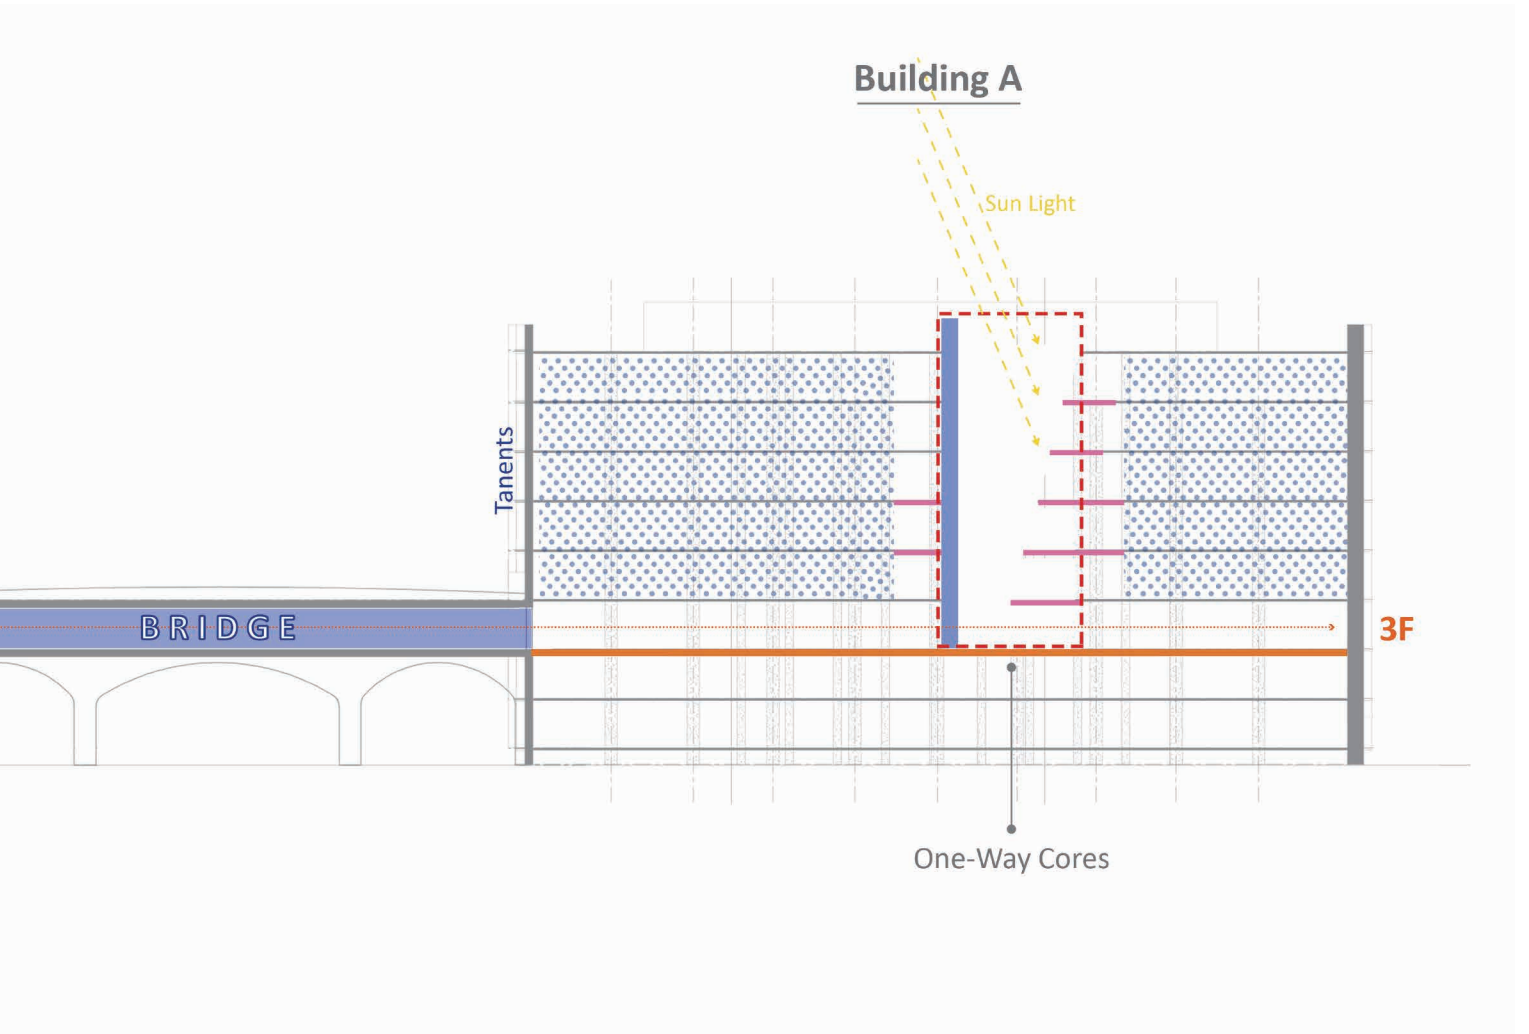 Building A
Sun Light
Tanents
BRIDGE
3F
One-Way Cores